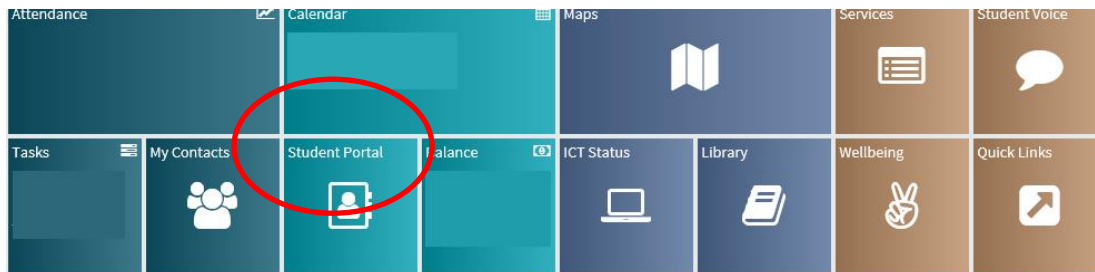 Attendance
Calendar
Maps
Services
Student Voice
Tasks
My Contacts
Student Portal
Balance
ICT Status
Library
Wellbeing
Quick Links